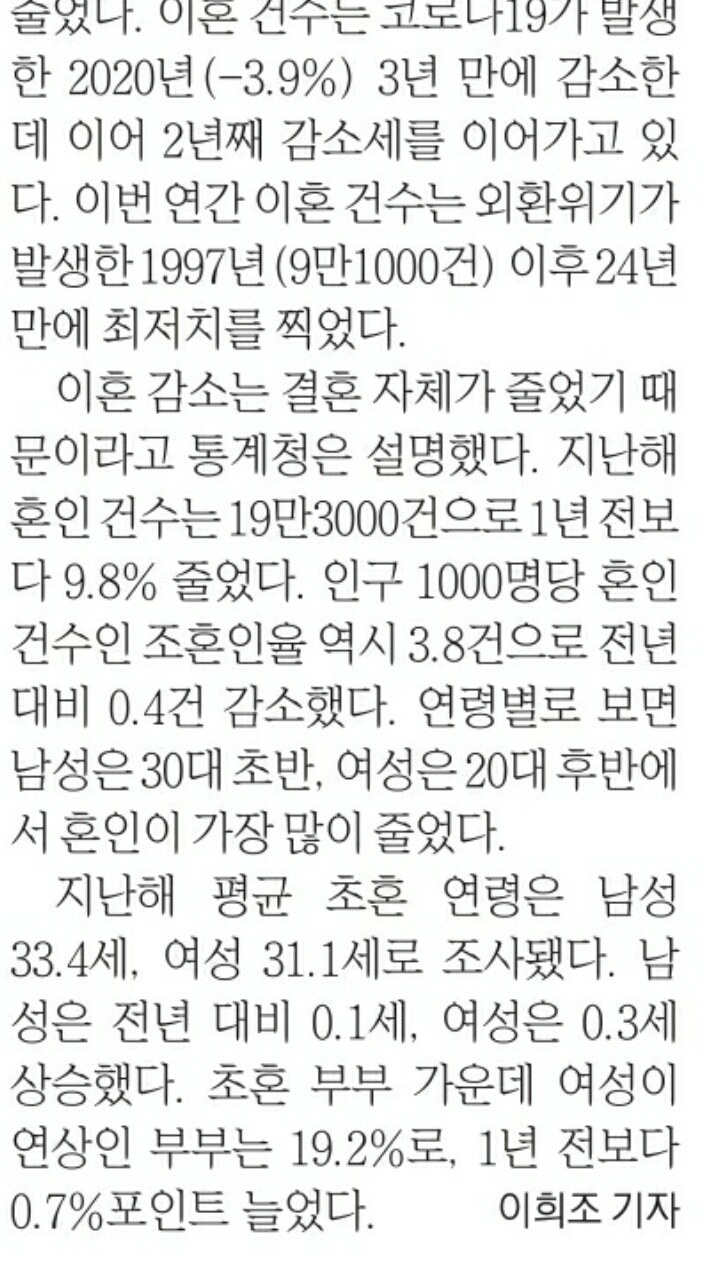 줄었다. 이혼 건수는 코로나19가 발생
한 2020년(-3.9%) 3년 만에 감소한
데 이어 2년째 감소세를 이어가고 있
다. 이번 연간 이혼 건수는 외환위기가
발생한 1997년(9만1000건) 이후 24년
만에 최저치를 찍었다.
이혼 감소는 결혼 자체가 줄었기 때
문이라고 통계청은 설명했다. 지난해
혼인 건수는 19만3000건으로 1년 전보
다 9.8% 줄었다. 인구 1000명당 혼인
건수인 조혼인율 역시 3.8건으로 전년
대비 0.4건 감소했다. 연령별로 보면
남성은 30대 초반, 여성은 20대 후반에
서 혼인이 가장 많이 줄었다.
지난해 평균 초혼 연령은 남성
33.4세, 여성 31.1세로 조사됐다. 남
성은 전년 대비 0.1세, 여성은 0.3세
상승했다. 초혼 부부 가운데 여성이
연상인 부부는 19.2%로, 1년 전보다
0.7%포인트 늘었다. 이희조 기자